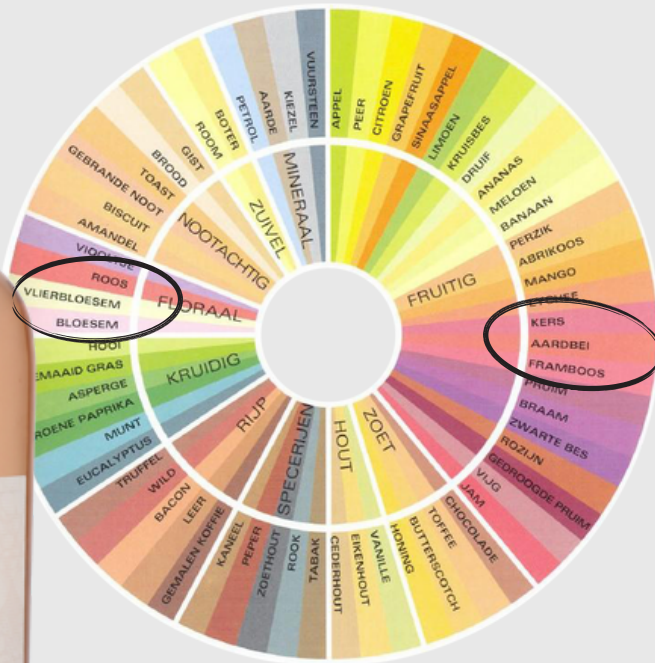 APPEL
PEER
CITROEN
GRAPEFRUIT
SINAASAPPEL
LIMOEN
KRUISBES
DRUIF
ANANAS
MELOEN
BANAAN
PERZIK
ABRIKOOS
MANGO
LYCHEE
KERS
AARDBEI
FRAMBOOS
PRUIM
BRAAM
ZWARTE BES
ROZIJN
GEDROOGDE PRUIM
VIJG
JAM
CHOCOLADE
TOFFEE
BUTTERSCOTCH
HONING
VANILLE
EIKENHOUT
CEDERHOUT
TABAK
ROOK
ZOETHOUT
PEPER
KANEEL
GEMALEN KOFFIE
LEER
BACON
WILD
TRUFFEL
EUCALYPTUS
MUNT
ROENE PAPRIKA
ASPERGE
EMAAID GRAS
HOOI
BLOESEM
VLIERBLOESEM
ROOS
VIOOLTJE
AMANDEL
BISCUIT
GEBRANDE NOOT
TOAST
BROOD
GIST
ROOM
BOTER
PETROL
AARDE
KIEZEL
VUURSTEEN
FRUITIG
ZOET
HOUT
SPECERIJEN
RIJP
KRUIDIG
FLORAAL
NOOTACHTIG
ZUIVEL
MINERAAL